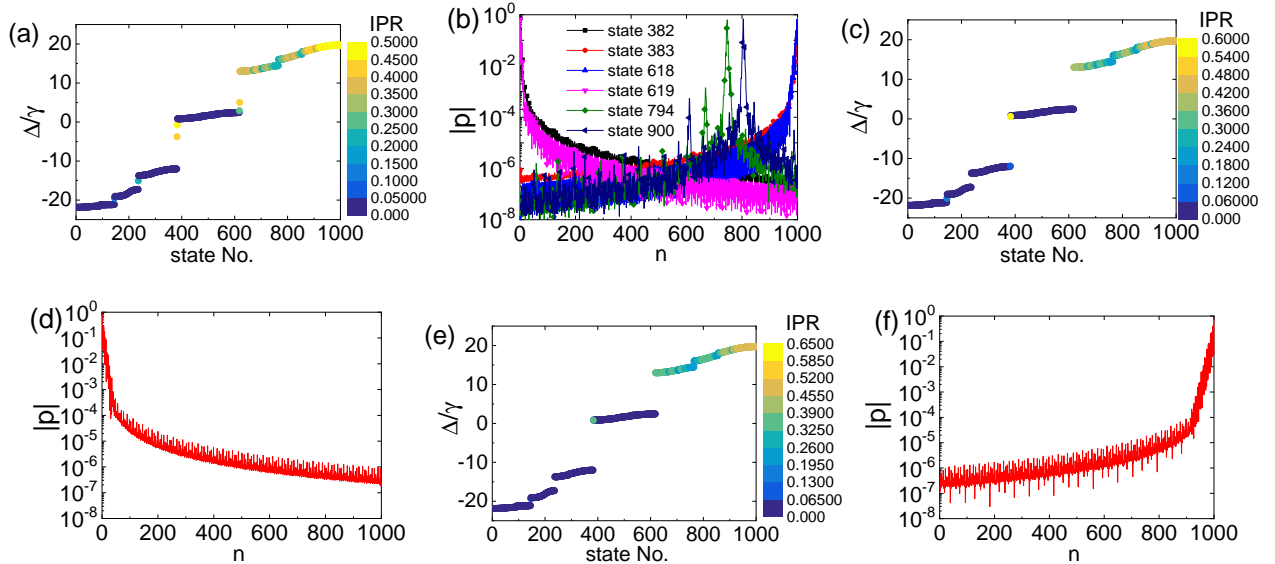 (a)
IPR
Δ/γ
20
10
0
-10
-20
0 200 400 600 800 1000
state No.
0.5000
0.4500
0.4000
0.3500
0.3000
0.2500
0.2000
0.1500
0.1000
0.05000
0.000
(b)
|p|
10^0
10^-2
10^-4
10^-6
10^-8
state 382
state 383
state 618
state 619
state 794
state 900
0 200 400 600 800 1000
n
(c)
IPR
Δ/γ
20
10
0
-10
-20
0 200 400 600 800 1000
state No.
0.6000
0.5400
0.4800
0.4200
0.3600
0.3000
0.2400
0.1800
0.1200
0.06000
0.000
(d)
|p|
10^0
10^-1
10^-2
10^-3
10^-4
10^-5
10^-6
10^-7
10^-8
0 200 400 600 800 1000
n
(e)
IPR
Δ/γ
20
10
0
-10
-20
0 200 400 600 800 1000
state No.
0.6500
0.5850
0.5200
0.4550
0.3900
0.3250
0.2600
0.1950
0.1300
0.06500
0.000
(f)
|p|
10^0
10^-1
10^-2
10^-3
10^-4
10^-5
10^-6
10^-7
10^-8
0 200 400 600 800 1000
n